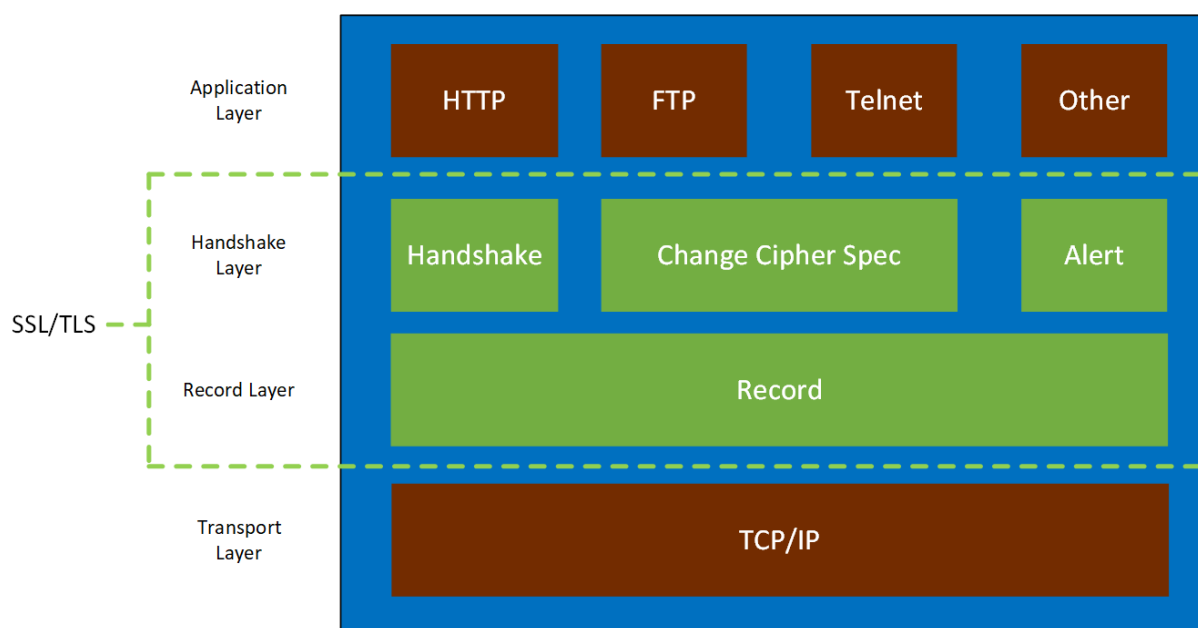 Application
Layer
HTTP
FTP
Telnet
Other
Handshake
Layer
Handshake
Change Cipher Spec
Alert
SSL/TLS
Record Layer
Record
Transport
Layer
TCP/IP